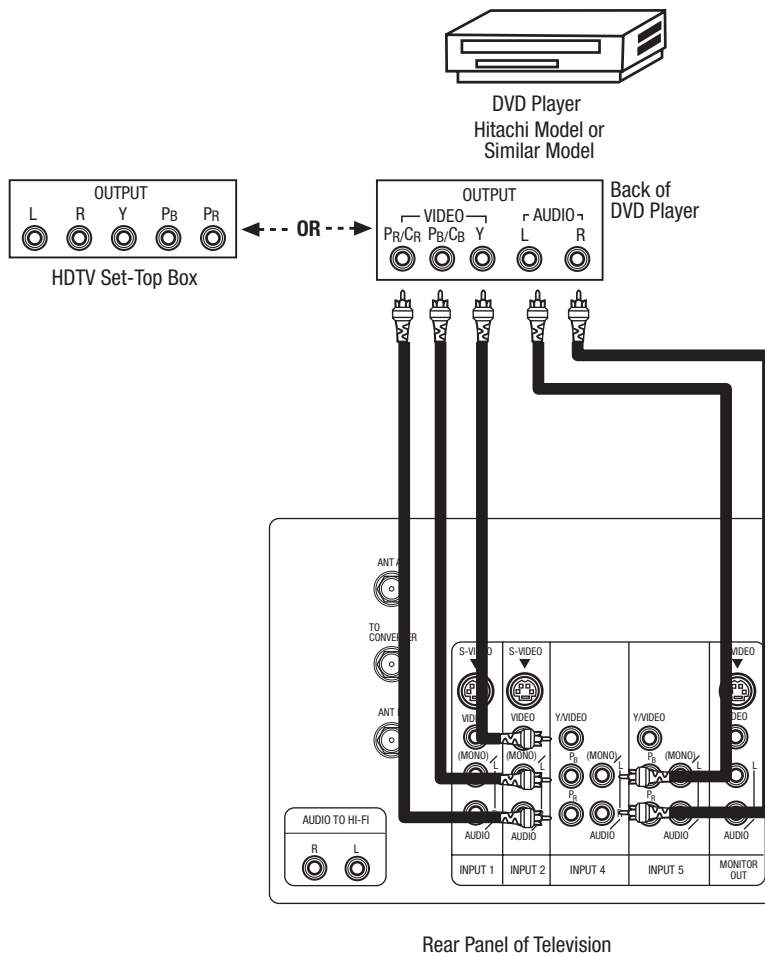 DVD Player
Hitachi Model or
Similar Model
OUTPUT
L R Y PB PR
HDTV Set-Top Box
OR
OUTPUT
VIDEO AUDIO
PR/CR PB/CB Y L R
Back of
DVD Player
ANT
TO
S-VIDEO S-VIDEO
VIDEO Y/VIDEO Y/VIDEO
(MONO) L (MONO) L PB (MONO) L PB (MONO) L L
PR PR
AUDIO AUDIO AUDIO AUDIO AUDIO
INPUT 1 INPUT 2 INPUT 4 INPUT 5 MONITOR
OUT
AUDIO TO HI-FI
R L
Rear Panel of Television